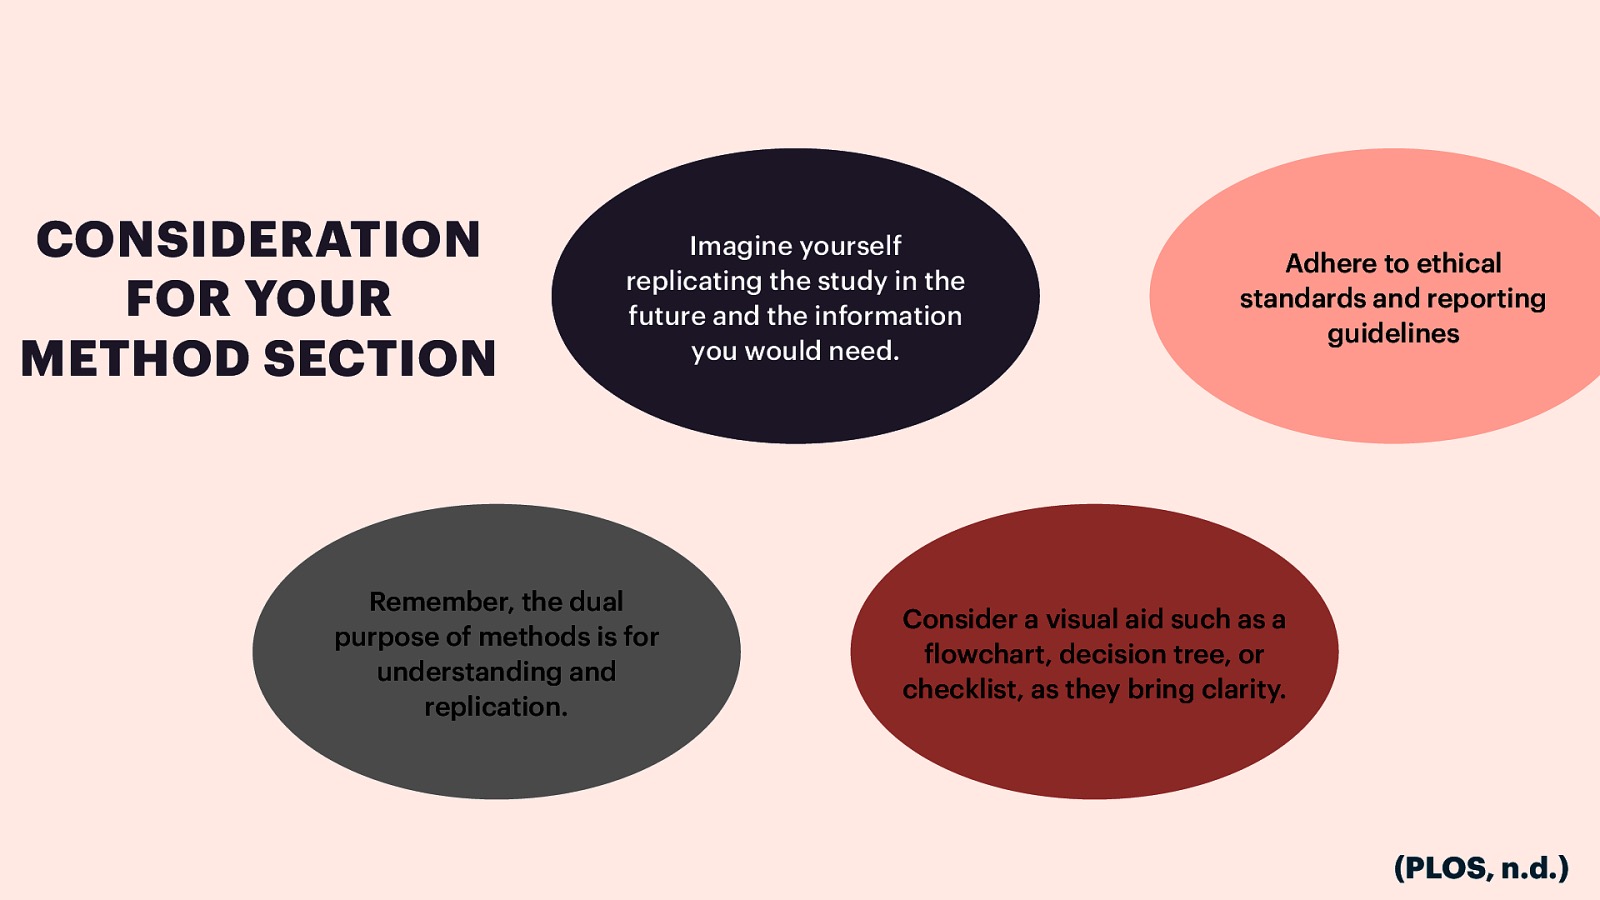 CONSIDERATION
FOR YOUR
METHOD SECTION
Imagine yourself
replicating the study in the
future and the information
you would need.
Adhere to ethical
standards and reporting
guidelines
Remember, the dual
purpose of methods is for
understanding and
replication.
Consider a visual aid such as a
flowchart, decision tree, or
checklist, as they bring clarity.
(PLOS, n.d.)